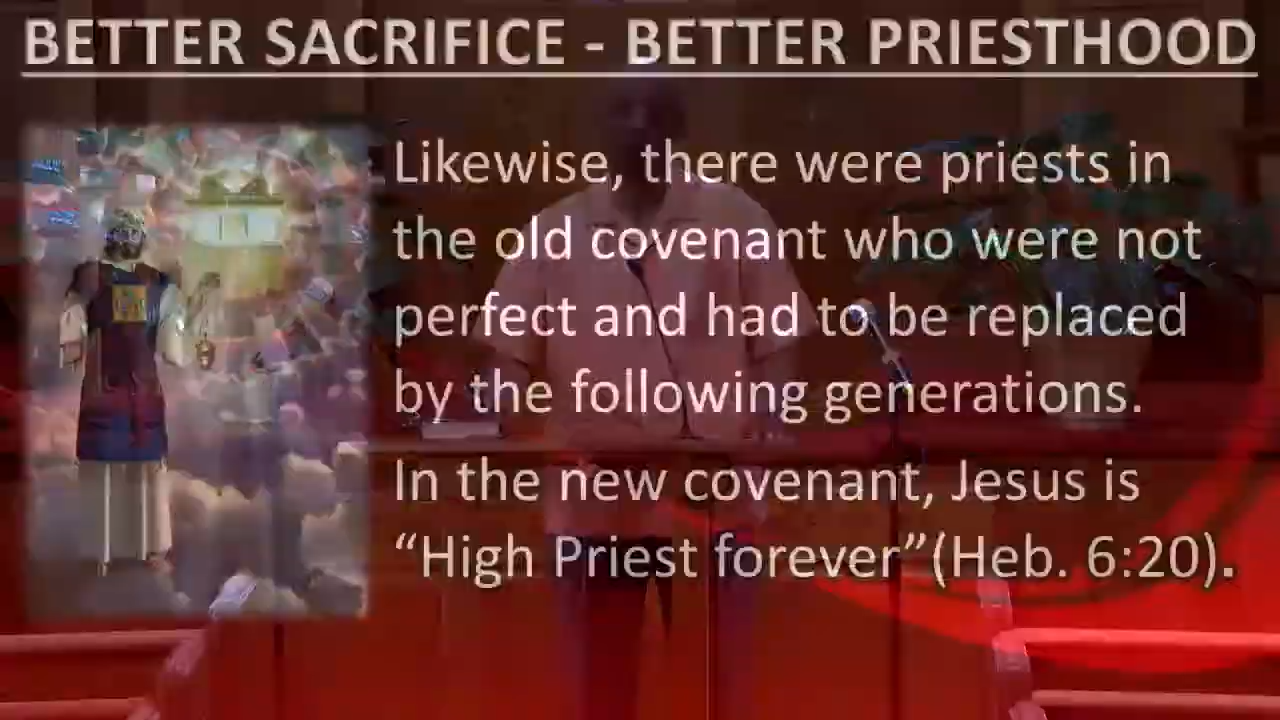 BETTER SACRIFICE - BETTER PRIESTHOOD
Likewise, there were priests in
the old covenant who were not
perfect and had to be replaced
by the following generations.
In the new covenant, Jesus is
“High Priest forever”(Heb. 6:20).